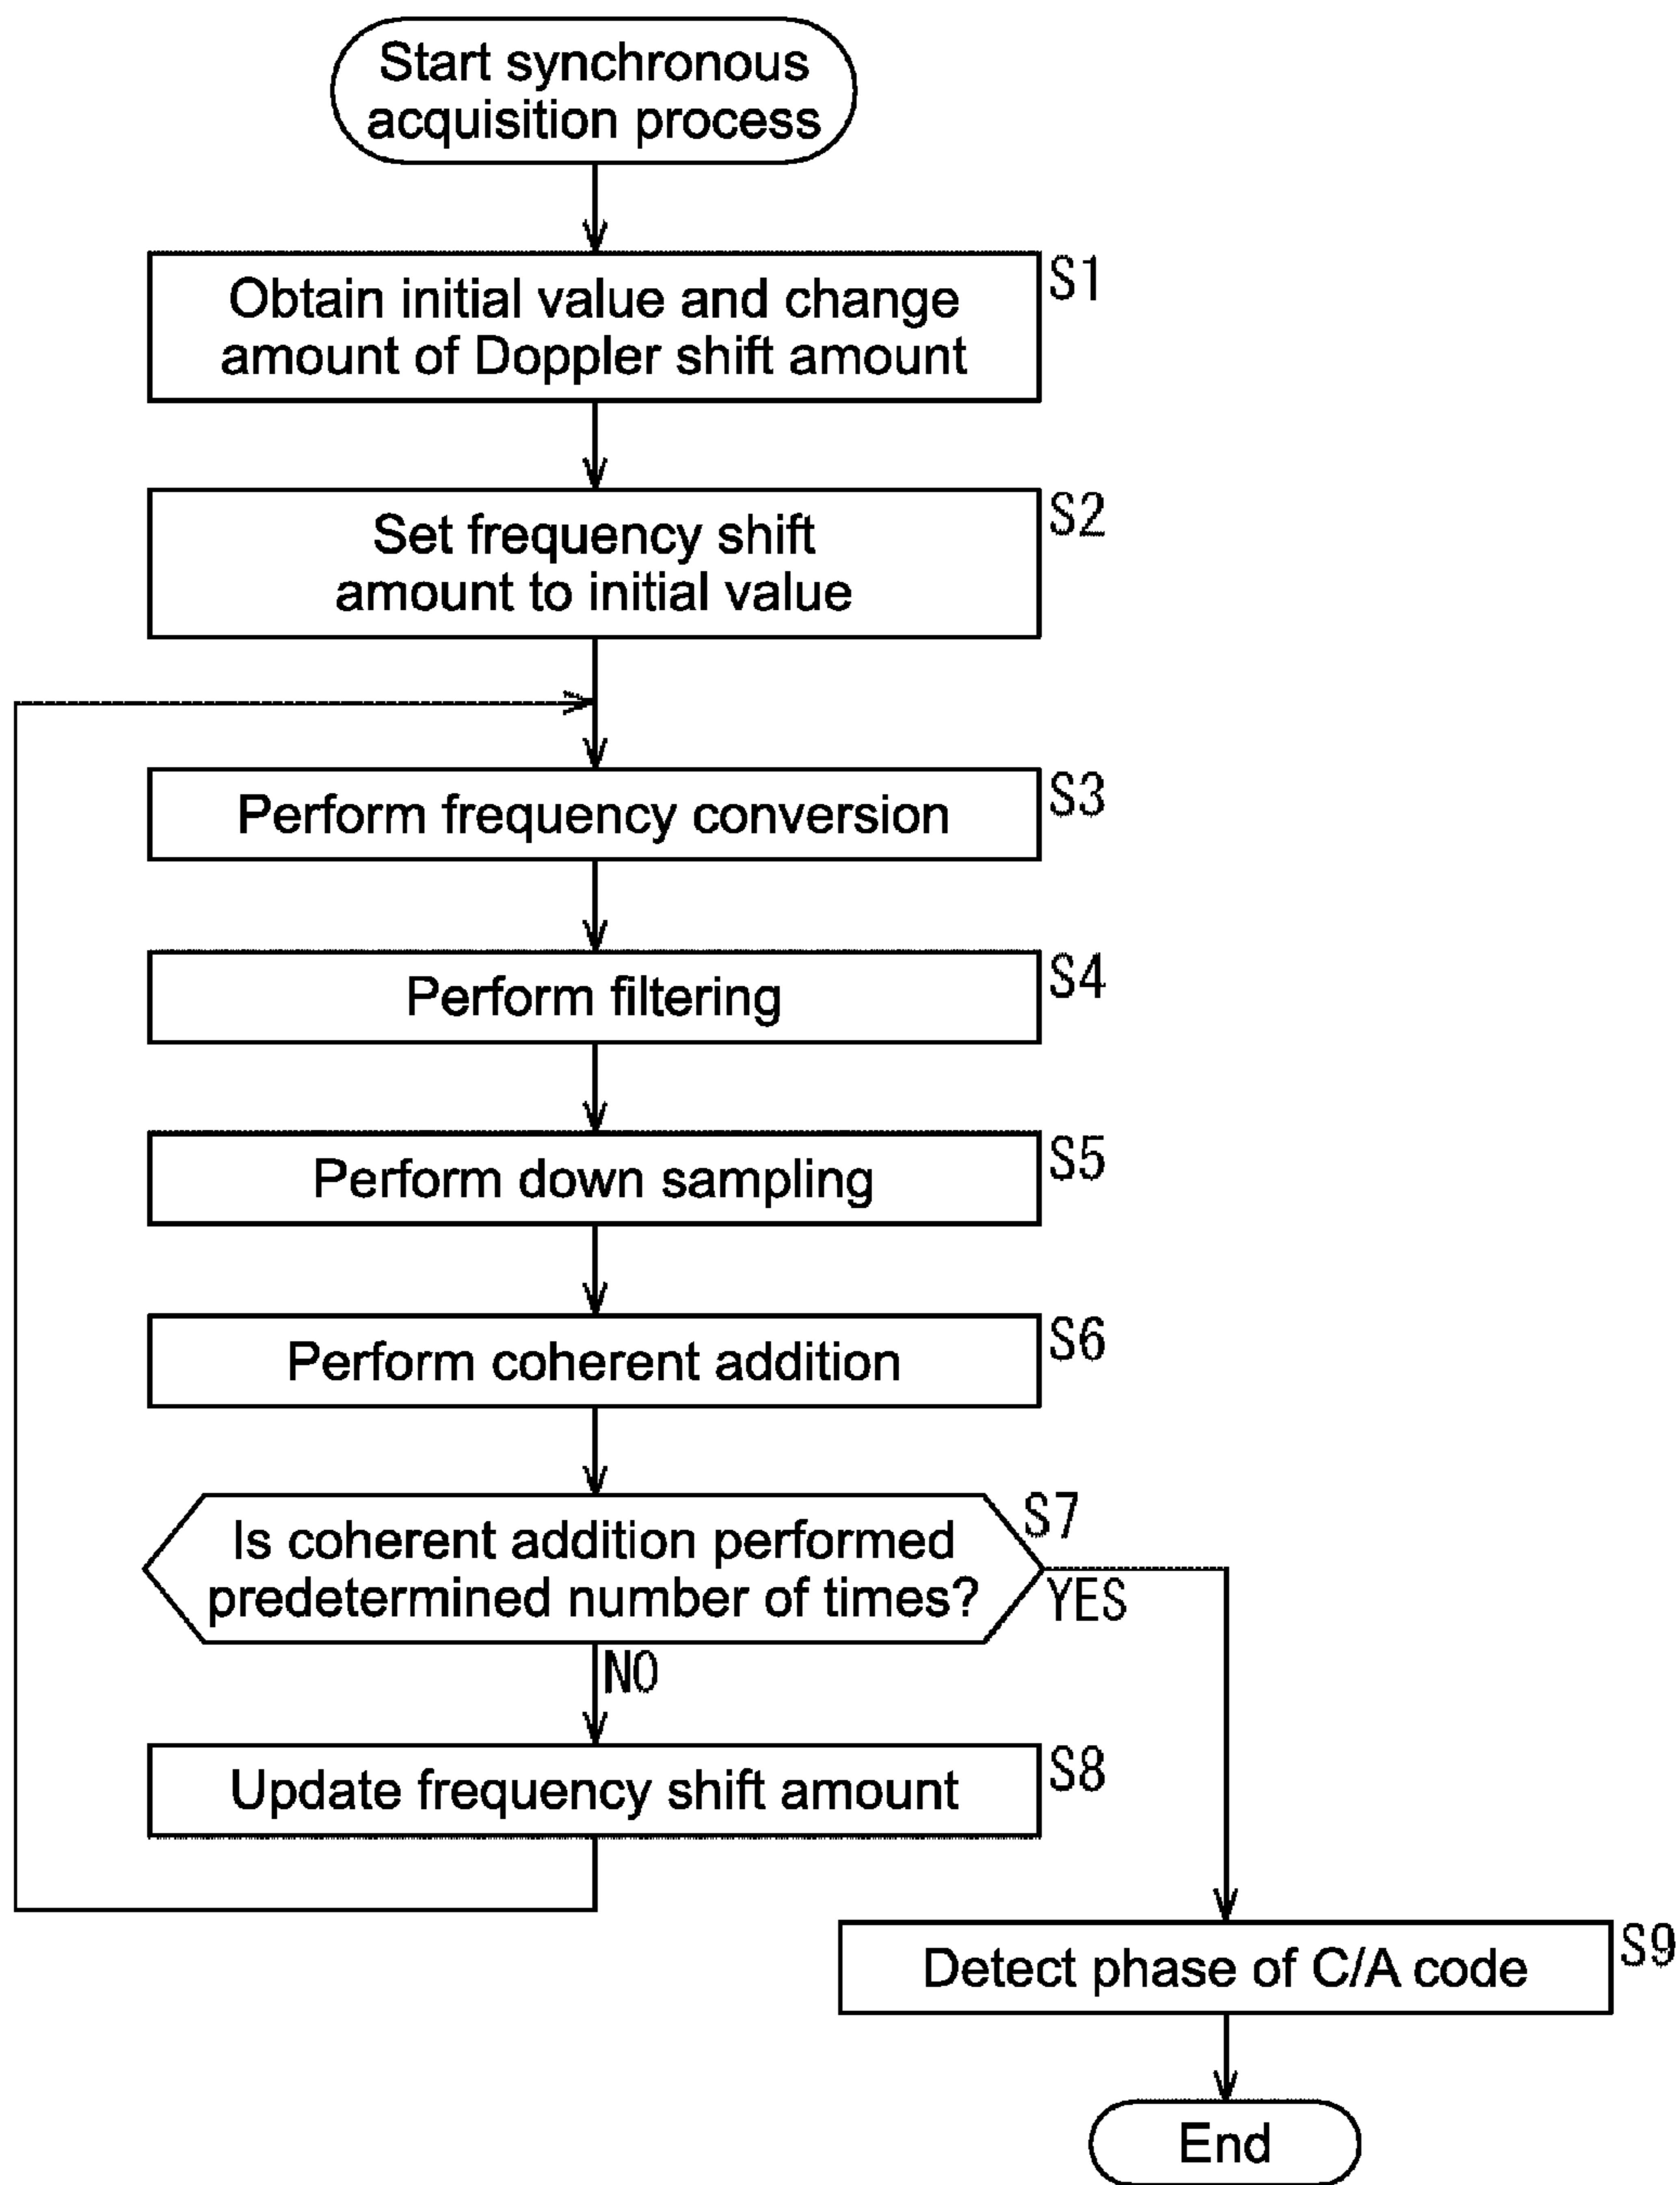 Start synchronous
acquisition process
S1
Obtain initial value and change
amount of Doppler shift amount
S2
Set frequency shift
amount to initial value
S3
Perform frequency conversion
S4
Perform filtering
S5
Perform down sampling
S6
Perform coherent addition
S7
Is coherent addition performed
predetermined number of times?
YES
NO
S8
Update frequency shift amount
S9
Detect phase of C/A code
End